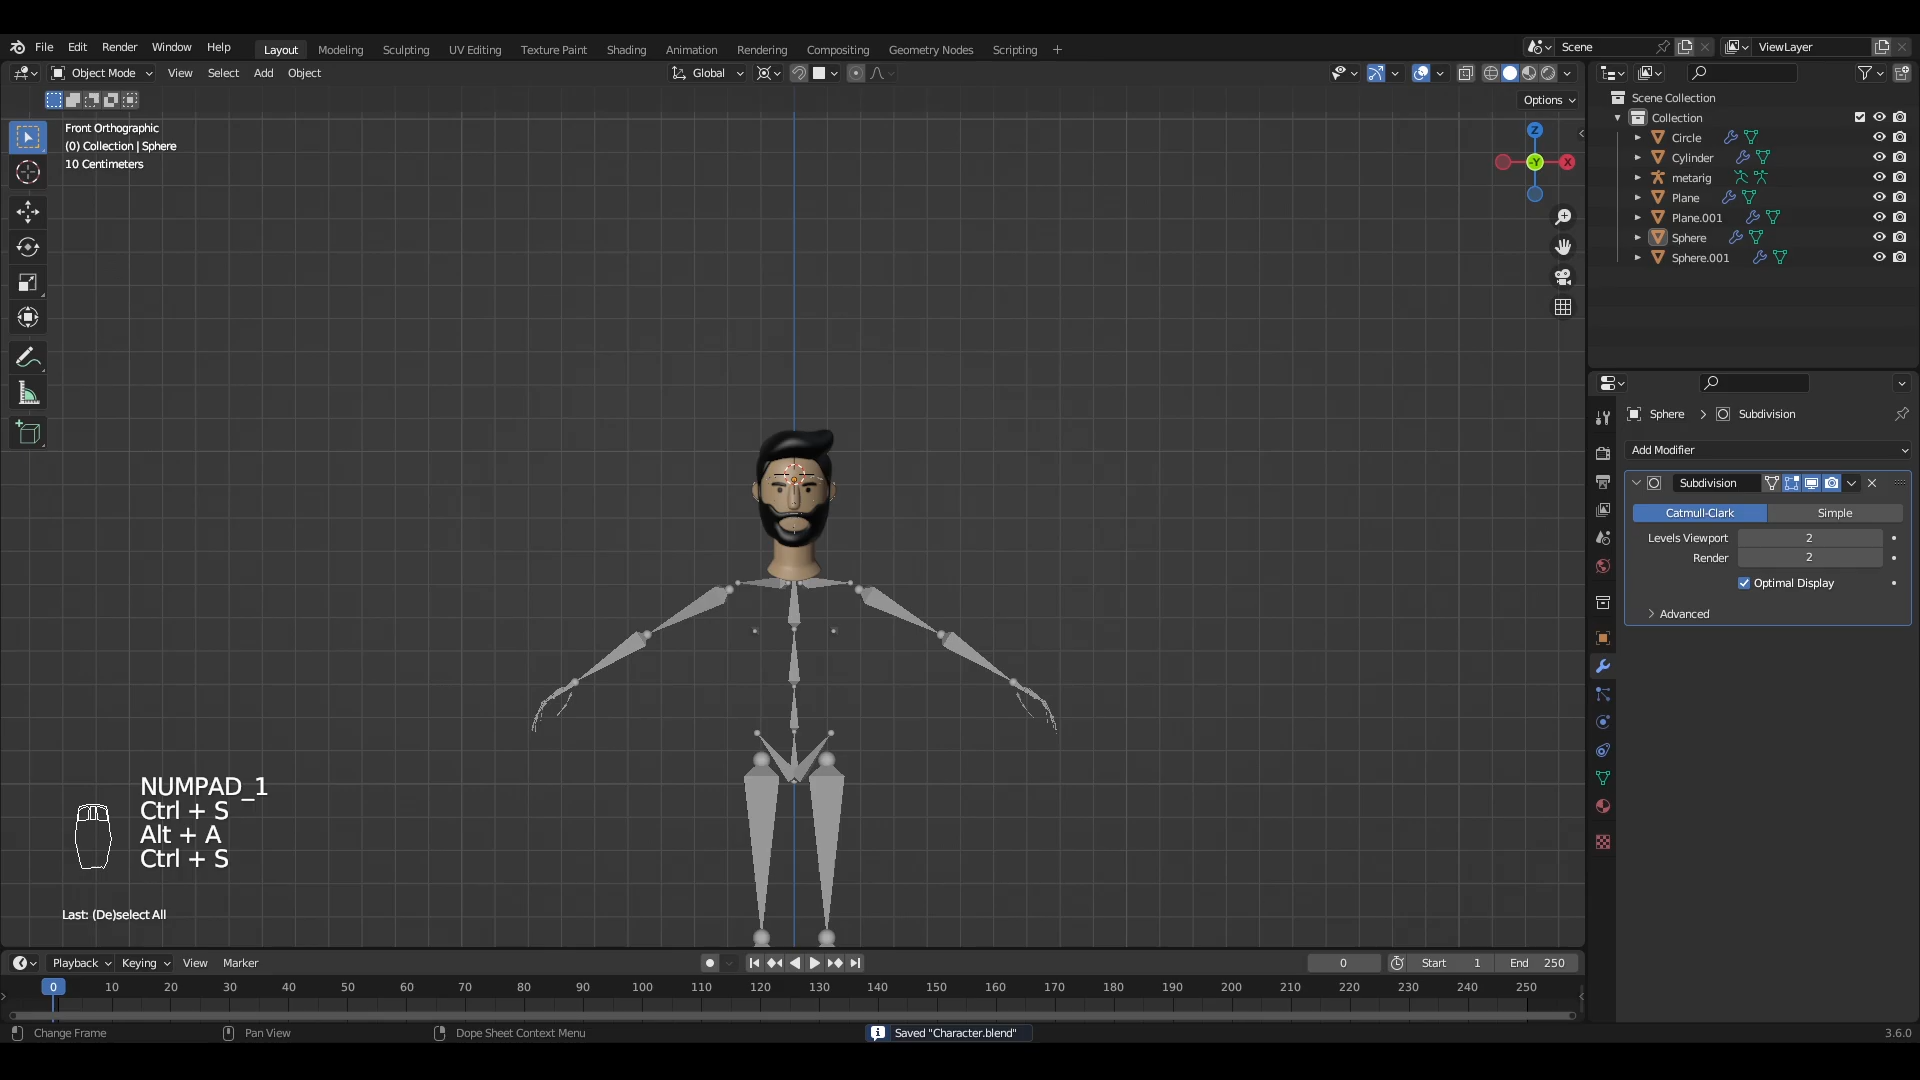 File Edit Render Window Help Layout Modeling Sculpting UV Editing Texture Paint Shading Animation Rendering Compositing Geometry Nodes Scripting + Scene ViewLayer
Object Mode View Select Add Object Global
Options
Front Orthographic
(0) Collection | Sphere
10 Centimeters
Z
-Y
X
NUMPAD_1
Ctrl + S
Alt + A
Ctrl + S
Last: (De)select All
Scene Collection
Collection
Circle
Cylinder
metarig
Plane
Plane.001
Sphere
Sphere.001
Sphere > Subdivision
Add Modifier
Subdivision
Catmull-Clark Simple
Levels Viewport 2
Render 2
Optimal Display
Advanced
Playback Keying View Marker 0 Start 1 End 250
0 10 20 30 40 50 60 70 80 90 100 110 120 130 140 150 160 170 180 190 200 210 220 230 240 250
Change Frame Pan View Dope Sheet Context Menu Saved "Character.blend" 3.6.0